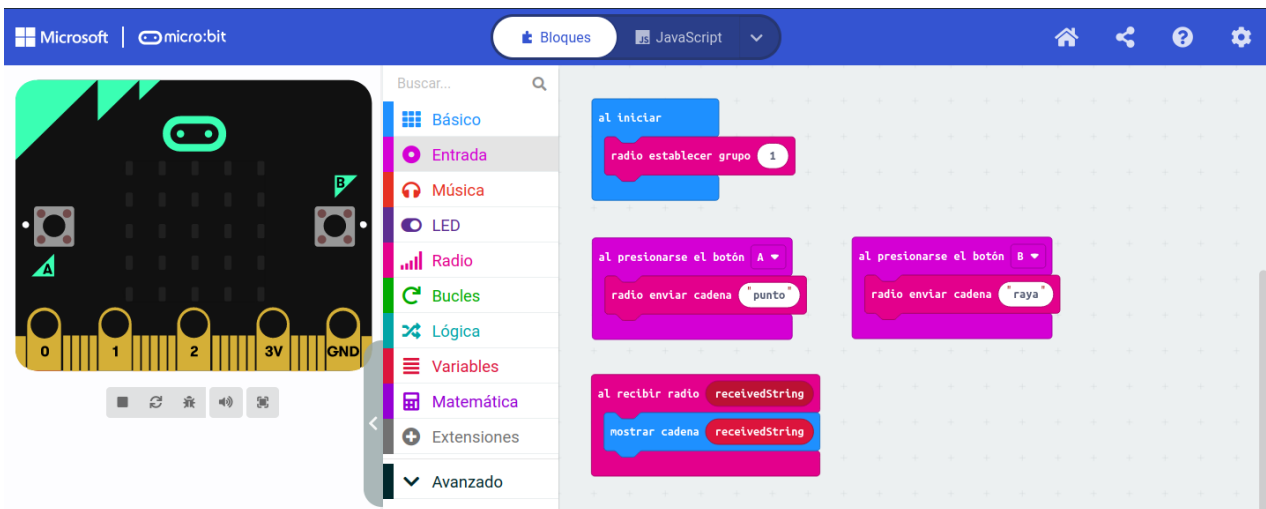 Microsoft | micro:bit
Bloques
JS JavaScript
Buscar...
Básico
Entrada
Música
LED
Radio
Bucles
Lógica
Variables
Matemática
Extensiones
Avanzado
A
B
0 1 2 3V GND
al iniciar
radio establecer grupo 1
al presionarse el botón A
radio enviar cadena "punto"
al presionarse el botón B
radio enviar cadena "raya"
al recibir radio receivedString
mostrar cadena receivedString